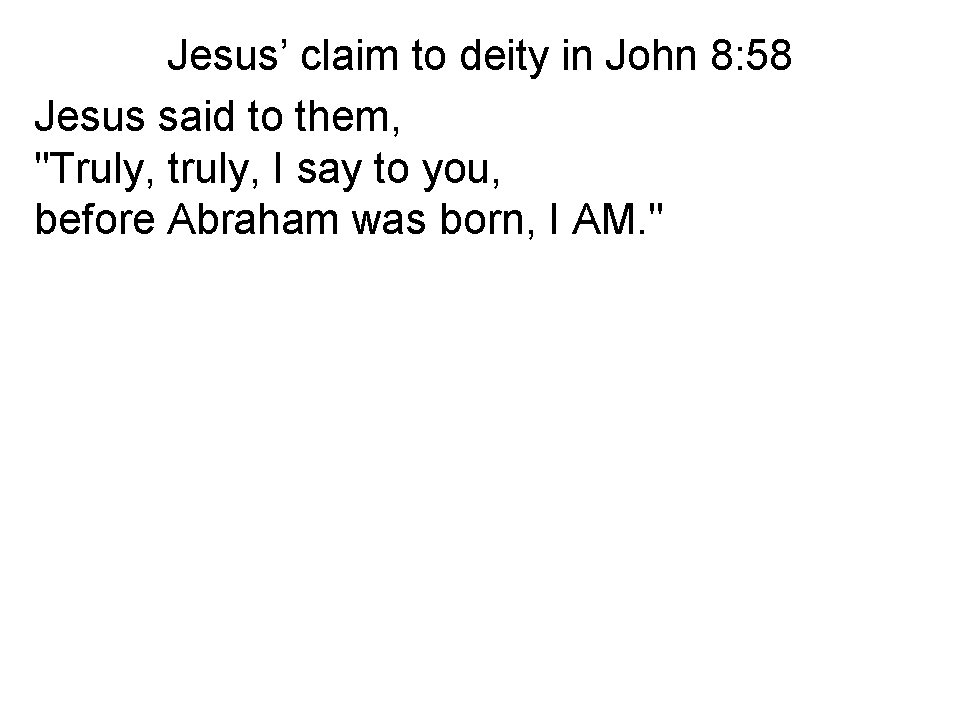 Jesus’ claim to deity in John 8:58
Jesus said to them,
"Truly, truly, I say to you,
before Abraham was born, I AM."